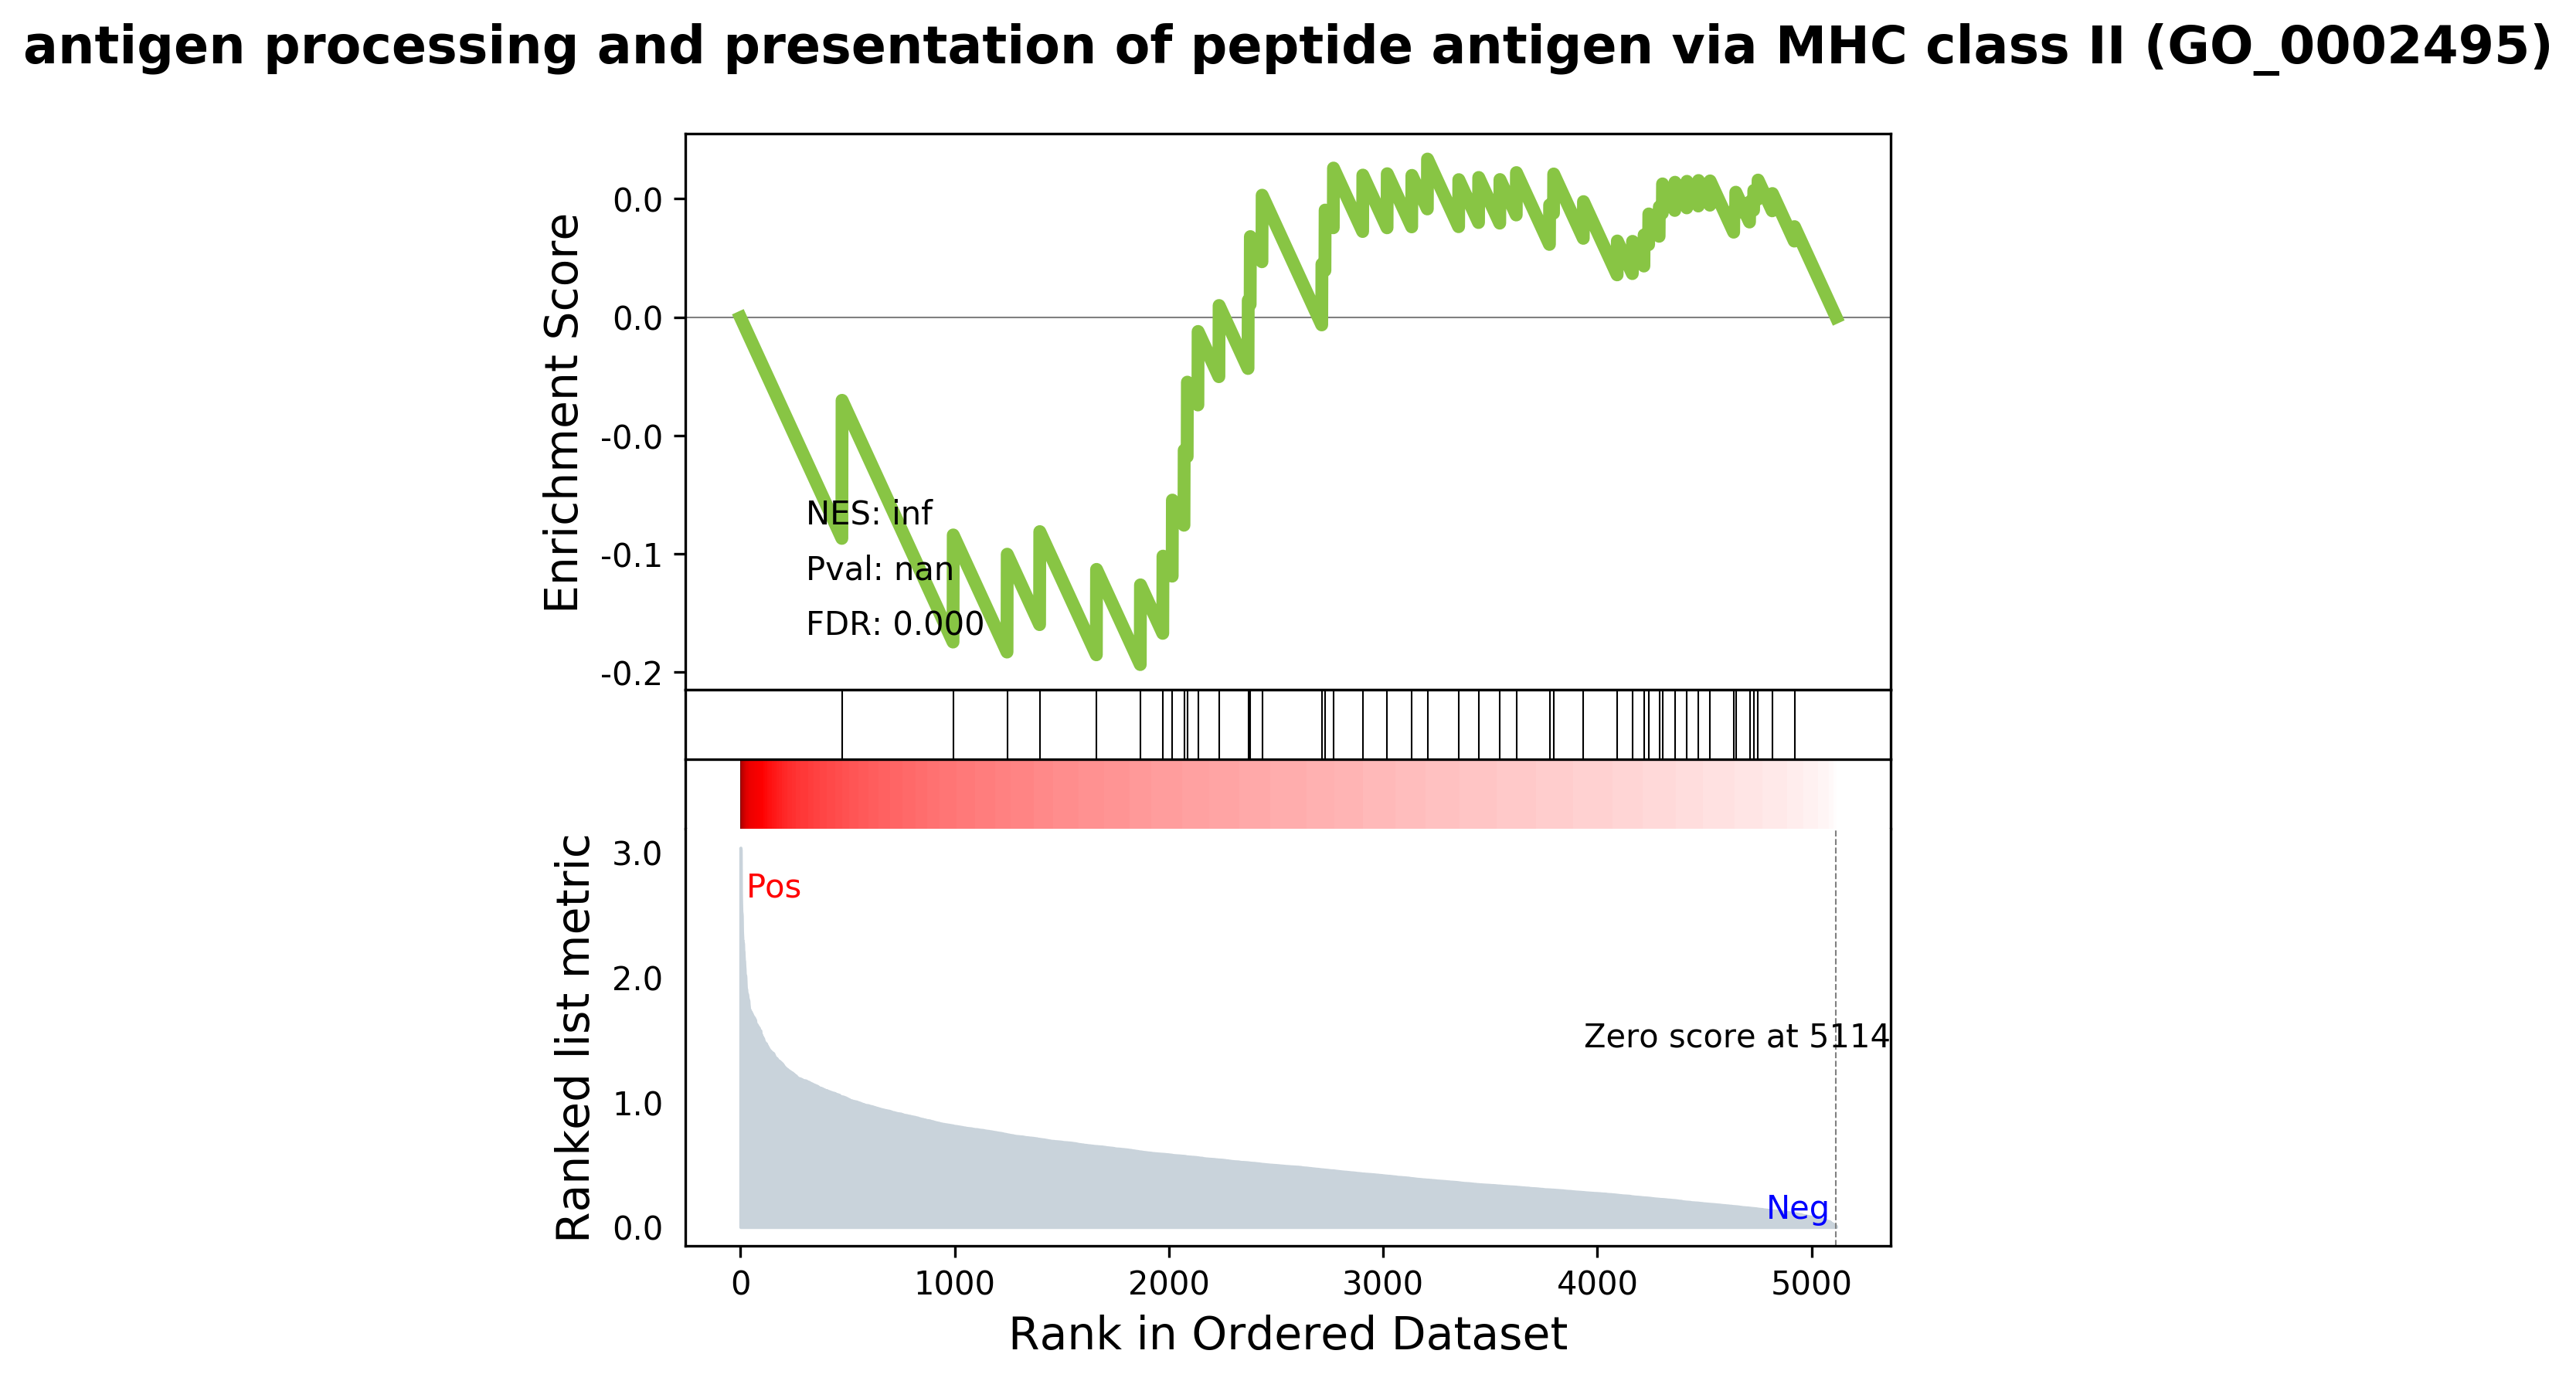 antigen processing and presentation of peptide antigen via MHC class II (GO_0002495)
Enrichment Score
0.0
0.0
-0.0
-0.1
-0.2
NES: inf
Pval: nan
FDR: 0.000
Ranked list metric
3.0
2.0
1.0
0.0
Pos
Zero score at 5114
Neg
0 1000 2000 3000 4000 5000
Rank in Ordered Dataset